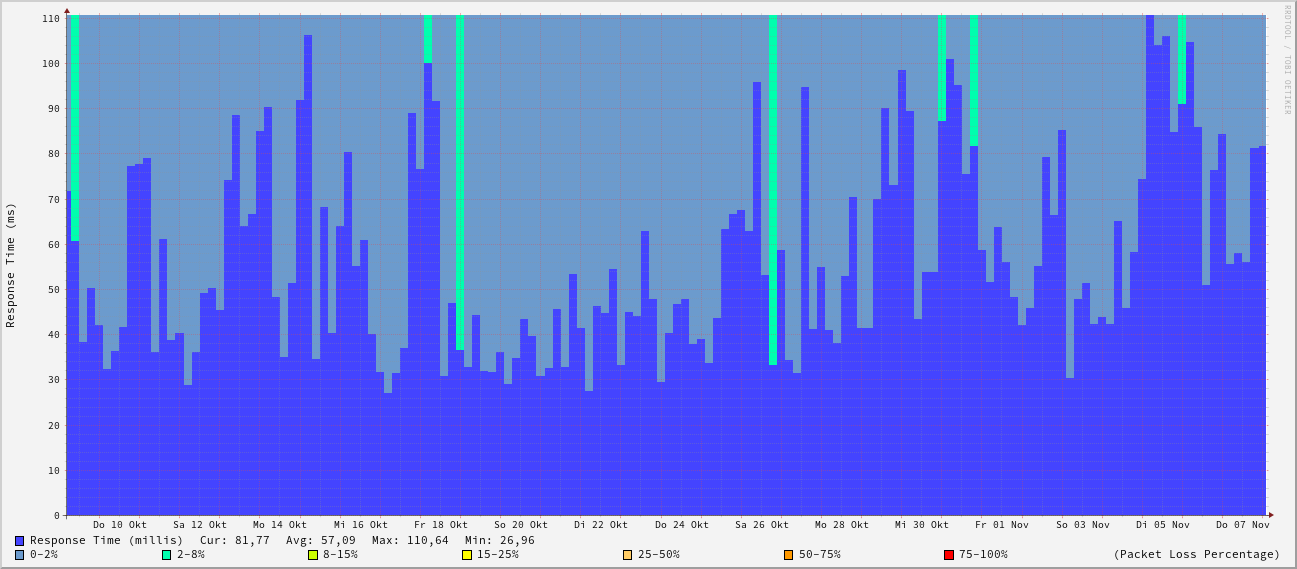 RRDTOOL / TOBI OETIKER
Response Time (ms)
110
100
90
80
70
60
50
40
30
20
10
0
Do 10 Okt Sa 12 Okt Mo 14 Okt Mi 16 Okt Fr 18 Okt So 20 Okt Di 22 Okt Do 24 Okt Sa 26 Okt Mo 28 Okt Mi 30 Okt Fr 01 Nov So 03 Nov Di 05 Nov Do 07 Nov
Response Time (millis) Cur: 81,77 Avg: 57,09 Max: 110,64 Min: 26,96
0-2% 2-8% 8-15% 15-25% 25-50% 50-75% 75-100% (Packet Loss Percentage)